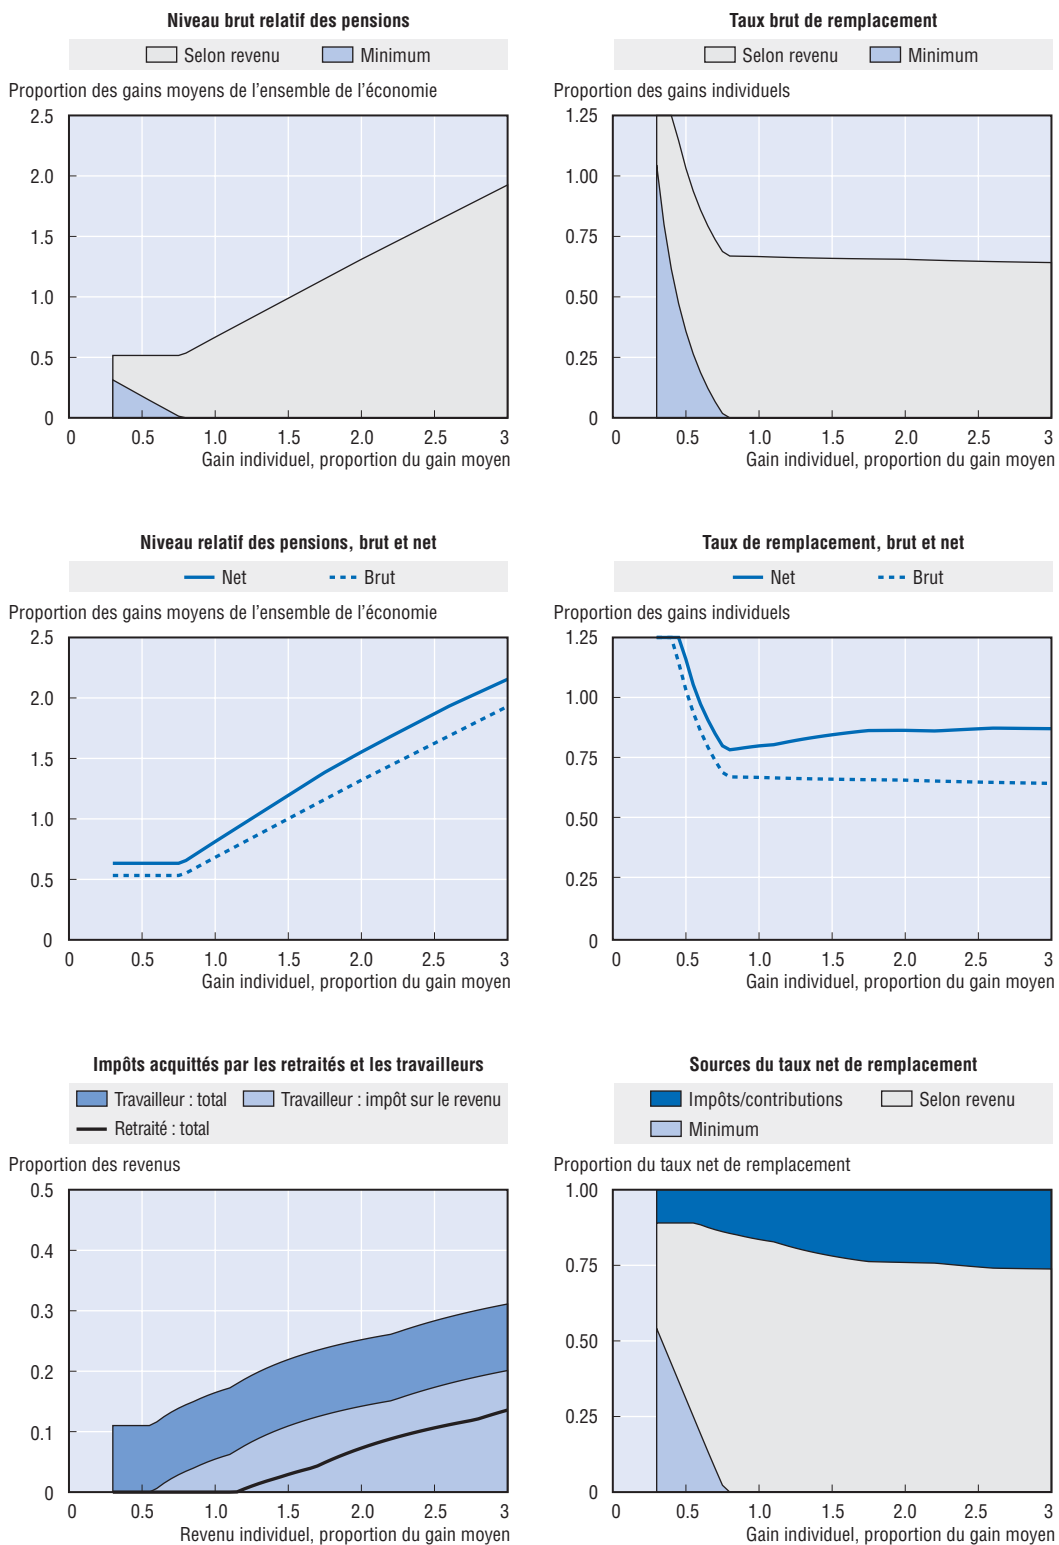 Niveau brut relatif des pensions
Selon revenu Minimum
Proportion des gains moyens de l'ensemble de l'économie
2.5
2.0
1.5
1.0
0.5
0
0 0.5 1.0 1.5 2.0 2.5 3
Gain individuel, proportion du gain moyen
Taux brut de remplacement
Selon revenu Minimum
Proportion des gains individuels
1.25
1.00
0.75
0.50
0.25
0
0 0.5 1.0 1.5 2.0 2.5 3
Gain individuel, proportion du gain moyen
Niveau relatif des pensions, brut et net
Net Brut
Proportion des gains moyens de l'ensemble de l'économie
2.5
2.0
1.5
1.0
0.5
0
0 0.5 1.0 1.5 2.0 2.5 3
Gain individuel, proportion du gain moyen
Taux de remplacement, brut et net
Net Brut
Proportion des gains individuels
1.25
1.00
0.75
0.50
0.25
0
0 0.5 1.0 1.5 2.0 2.5 3
Gain individuel, proportion du gain moyen
Impôts acquittés par les retraités et les travailleurs
Travailleur : total Travailleur : impôt sur le revenu
Retraité : total
Proportion des revenus
0.5
0.4
0.3
0.2
0.1
0
0 0.5 1.0 1.5 2.0 2.5 3
Revenu individuel, proportion du gain moyen
Sources du taux net de remplacement
Impôts/contributions Selon revenu
Minimum
Proportion du taux net de remplacement
1.00
0.75
0.50
0.25
0
0 0.5 1.0 1.5 2.0 2.5 3
Gain individuel, proportion du gain moyen